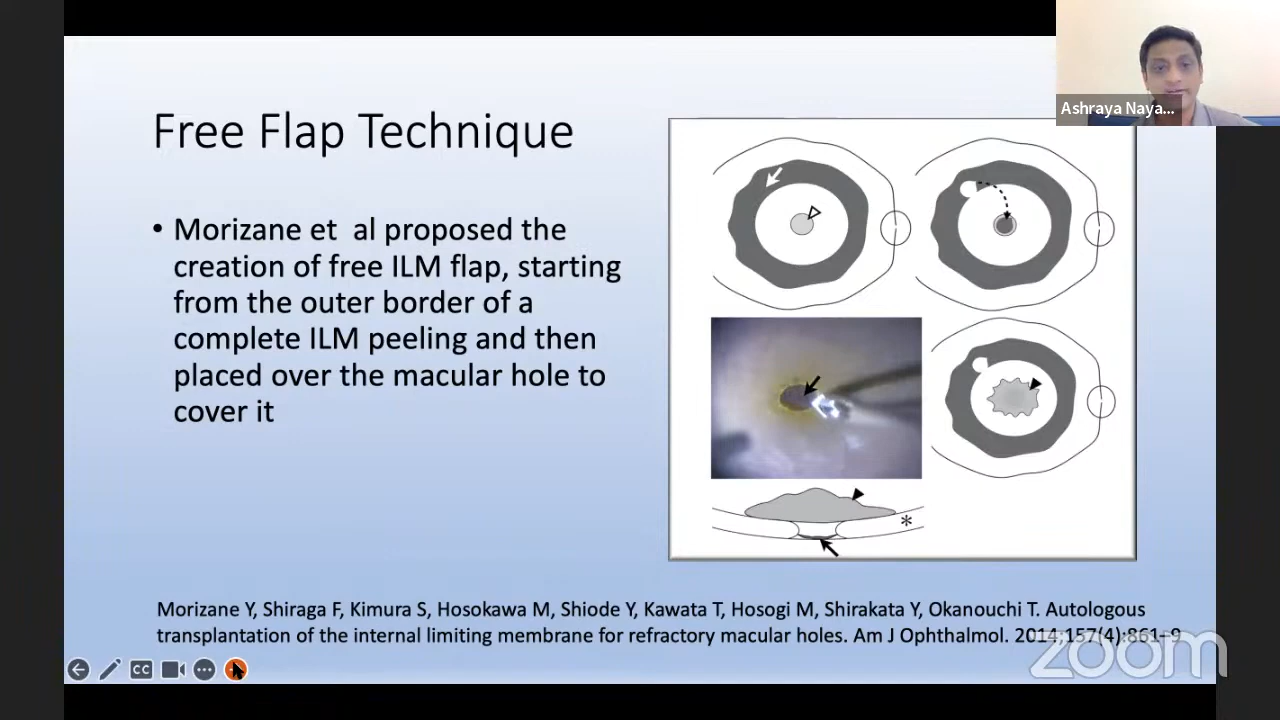 Ashraya Naya...
Free Flap Technique
• Morizane et al proposed the
creation of free ILM flap, starting
from the outer border of a
complete ILM peeling and then
placed over the macular hole to
cover it
*
Morizane Y, Shiraga F, Kimura S, Hosokawa M, Shiode Y, Kawata T, Hosogi M, Shirakata Y, Okanouchi T. Autologous
transplantation of the internal limiting membrane for refractory macular holes. Am J Ophthalmol. 2014;157(4):861–9
CC
zoom